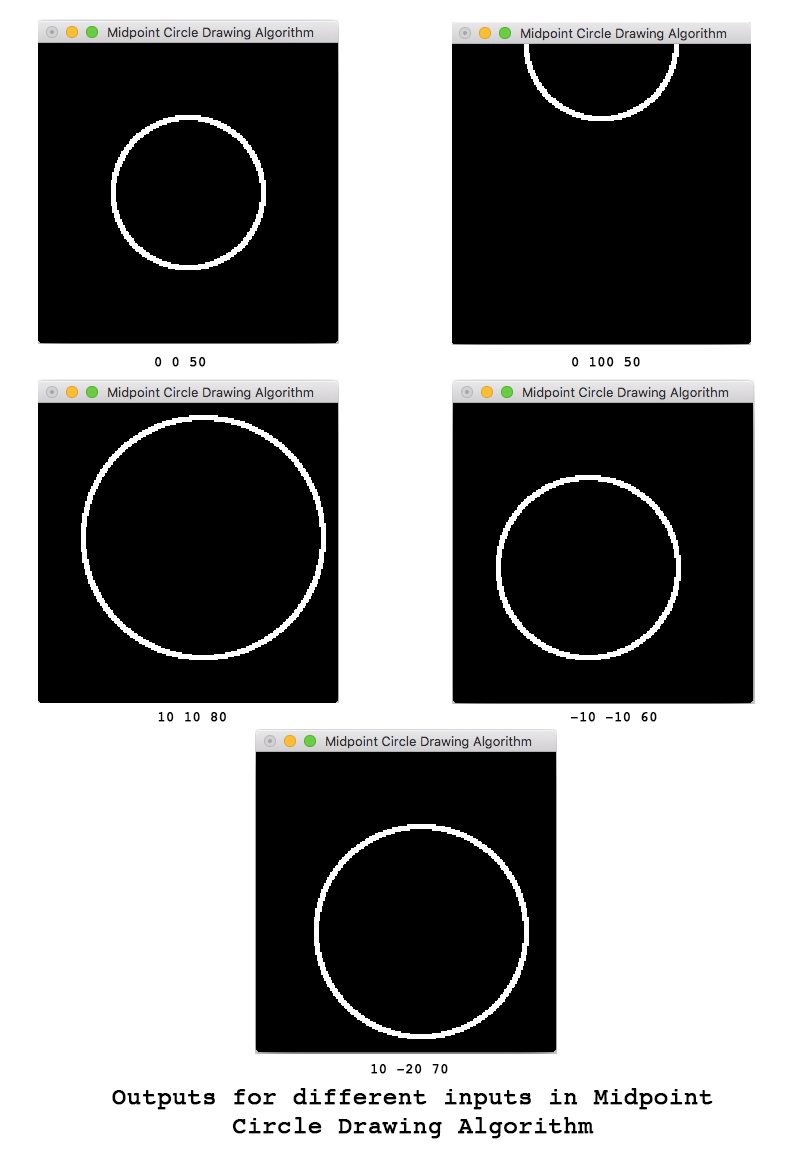 Midpoint Circle Drawing Algorithm
Midpoint Circle Drawing Algorithm
0 0 50
0 100 50
Midpoint Circle Drawing Algorithm
Midpoint Circle Drawing Algorithm
10 10 80
-10 -10 60
Midpoint Circle Drawing Algorithm
10 -20 70
Outputs for different inputs in Midpoint
Circle Drawing Algorithm